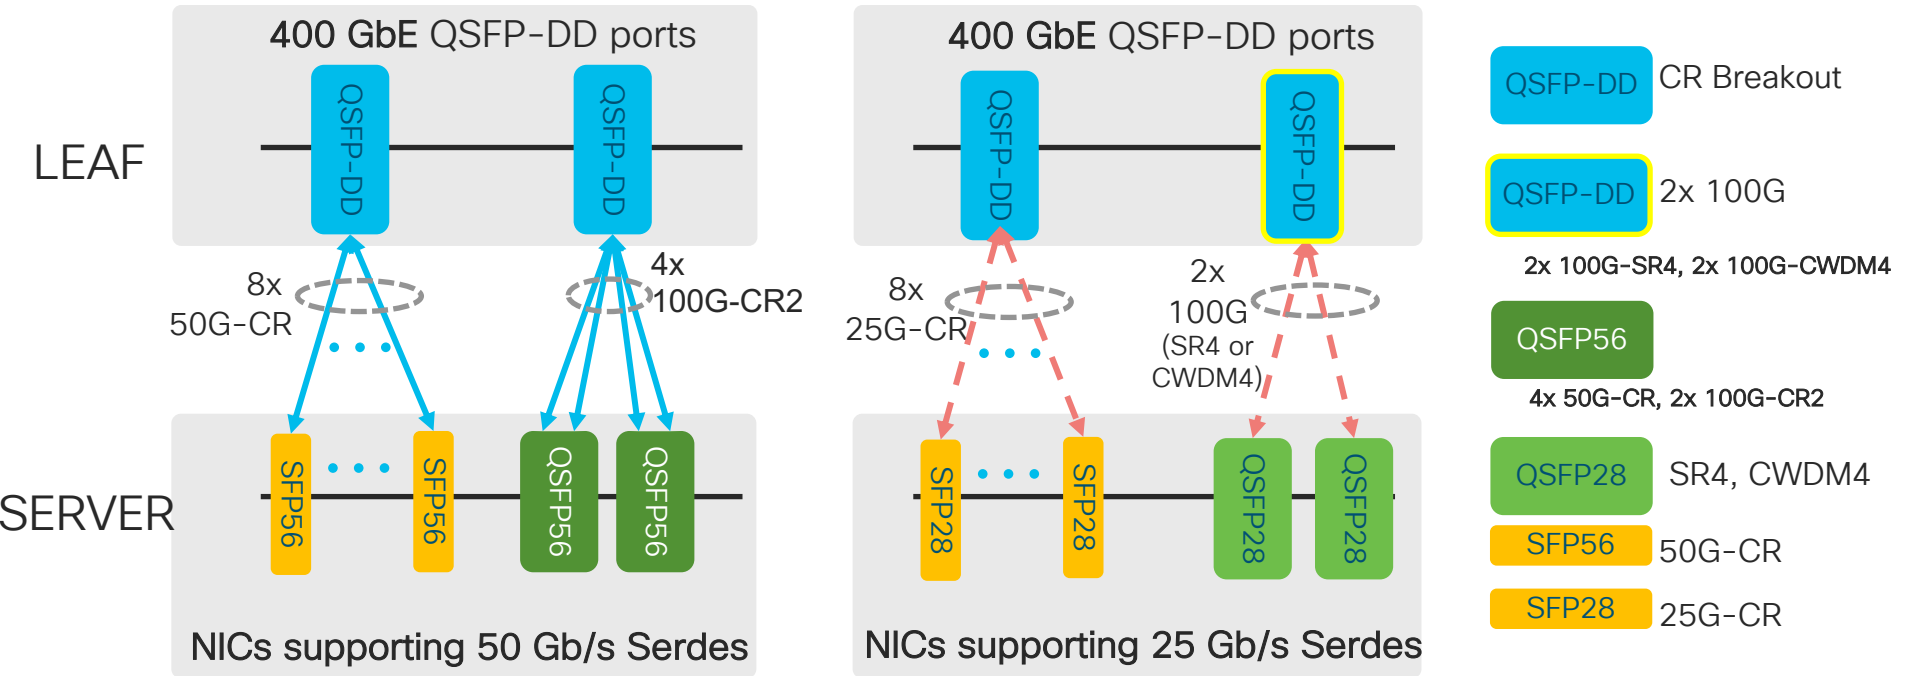 400 GbE QSFP-DD ports
QSFP-DD
QSFP-DD
LEAF
8x
50G-CR
4x
100G-CR2
SERVER
SFP56
SFP56
QSFP56
QSFP56
NICs supporting 50 Gb/s Serdes
400 GbE QSFP-DD ports
QSFP-DD
QSFP-DD
8x
25G-CR
2x
100G
(SR4 or
CWDM4)
SFP28
SFP28
QSFP28
QSFP28
NICs supporting 25 Gb/s Serdes
QSFP-DD CR Breakout
QSFP-DD 2x 100G
2x 100G-SR4, 2x 100G-CWDM4
QSFP56
4x 50G-CR, 2x 100G-CR2
QSFP28 SR4, CWDM4
SFP56 50G-CR
SFP28 25G-CR